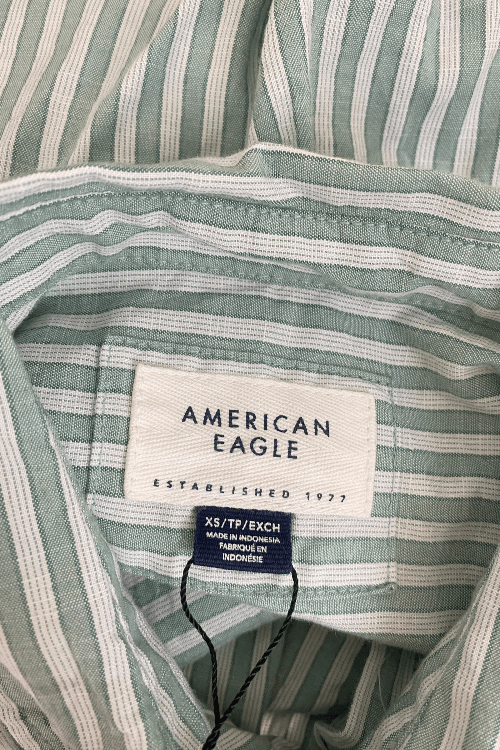 AMERICAN
EAGLE
ESTABLISHED 1977
XS/TP/EXCH
MADE IN INDONESIA
FABRIQUÉ EN
INDONÉSIE